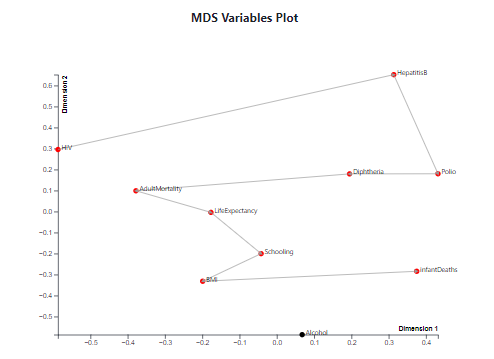 MDS Variables Plot
HepatitisB
Dimension 2
0.6
0.5
0.4
0.3
HIV
0.2
Diphtheria
Polio
0.1
AdultMortality
0.0
LifeExpectancy
−0.1
−0.2
Schooling
−0.3
BMI
infantDeaths
−0.4
−0.5
Alcohol
Dimension 1
−0.5 −0.4 −0.3 −0.2 −0.1 0.0 0.1 0.2 0.3 0.4